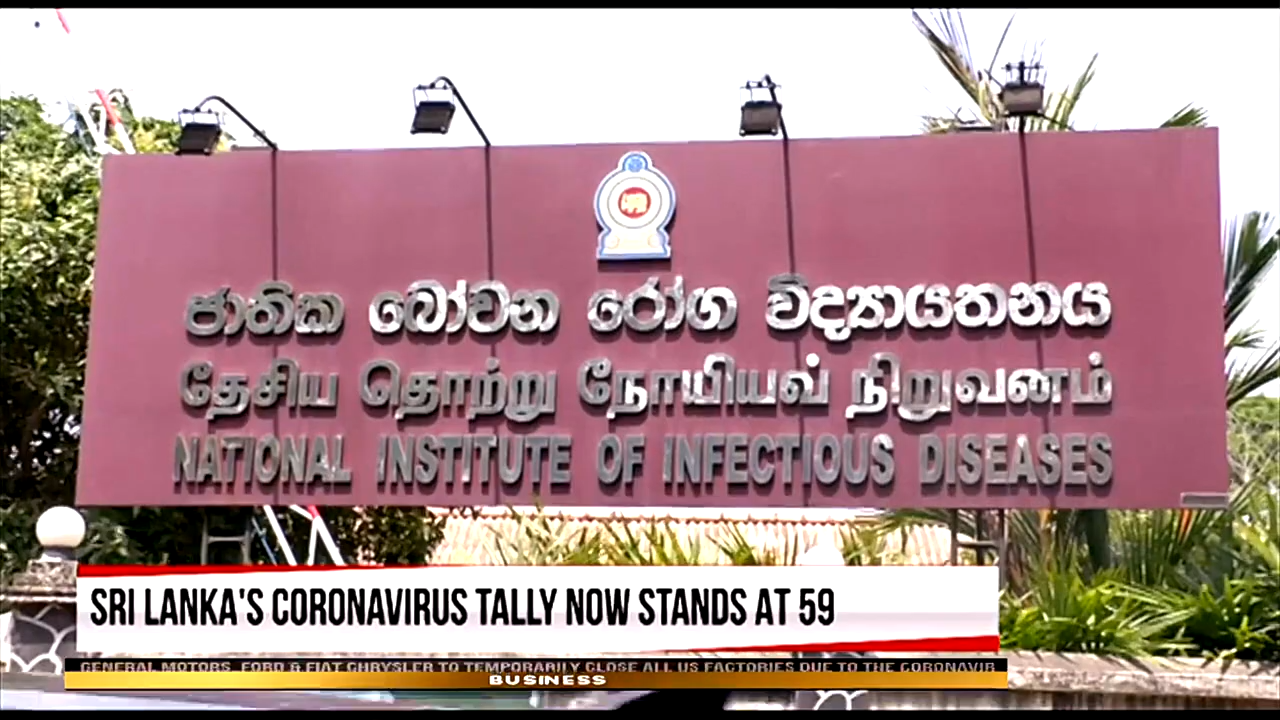 ජාතික බෝවන රෝග විද්‍යායතනය
தேசிய தொற்று நோயியவ் நிறுவனம்
NATIONAL INSTITUTE OF INFECTIOUS DISEASES
SRI LANKA'S CORONAVIRUS TALLY NOW STANDS AT 59
GENERAL MOTORS, FORD & FIAT CHRYSLER TO TEMPORARILY CLOSE ALL US FACTORIES DUE TO THE CORONAVIR
BUSINESS